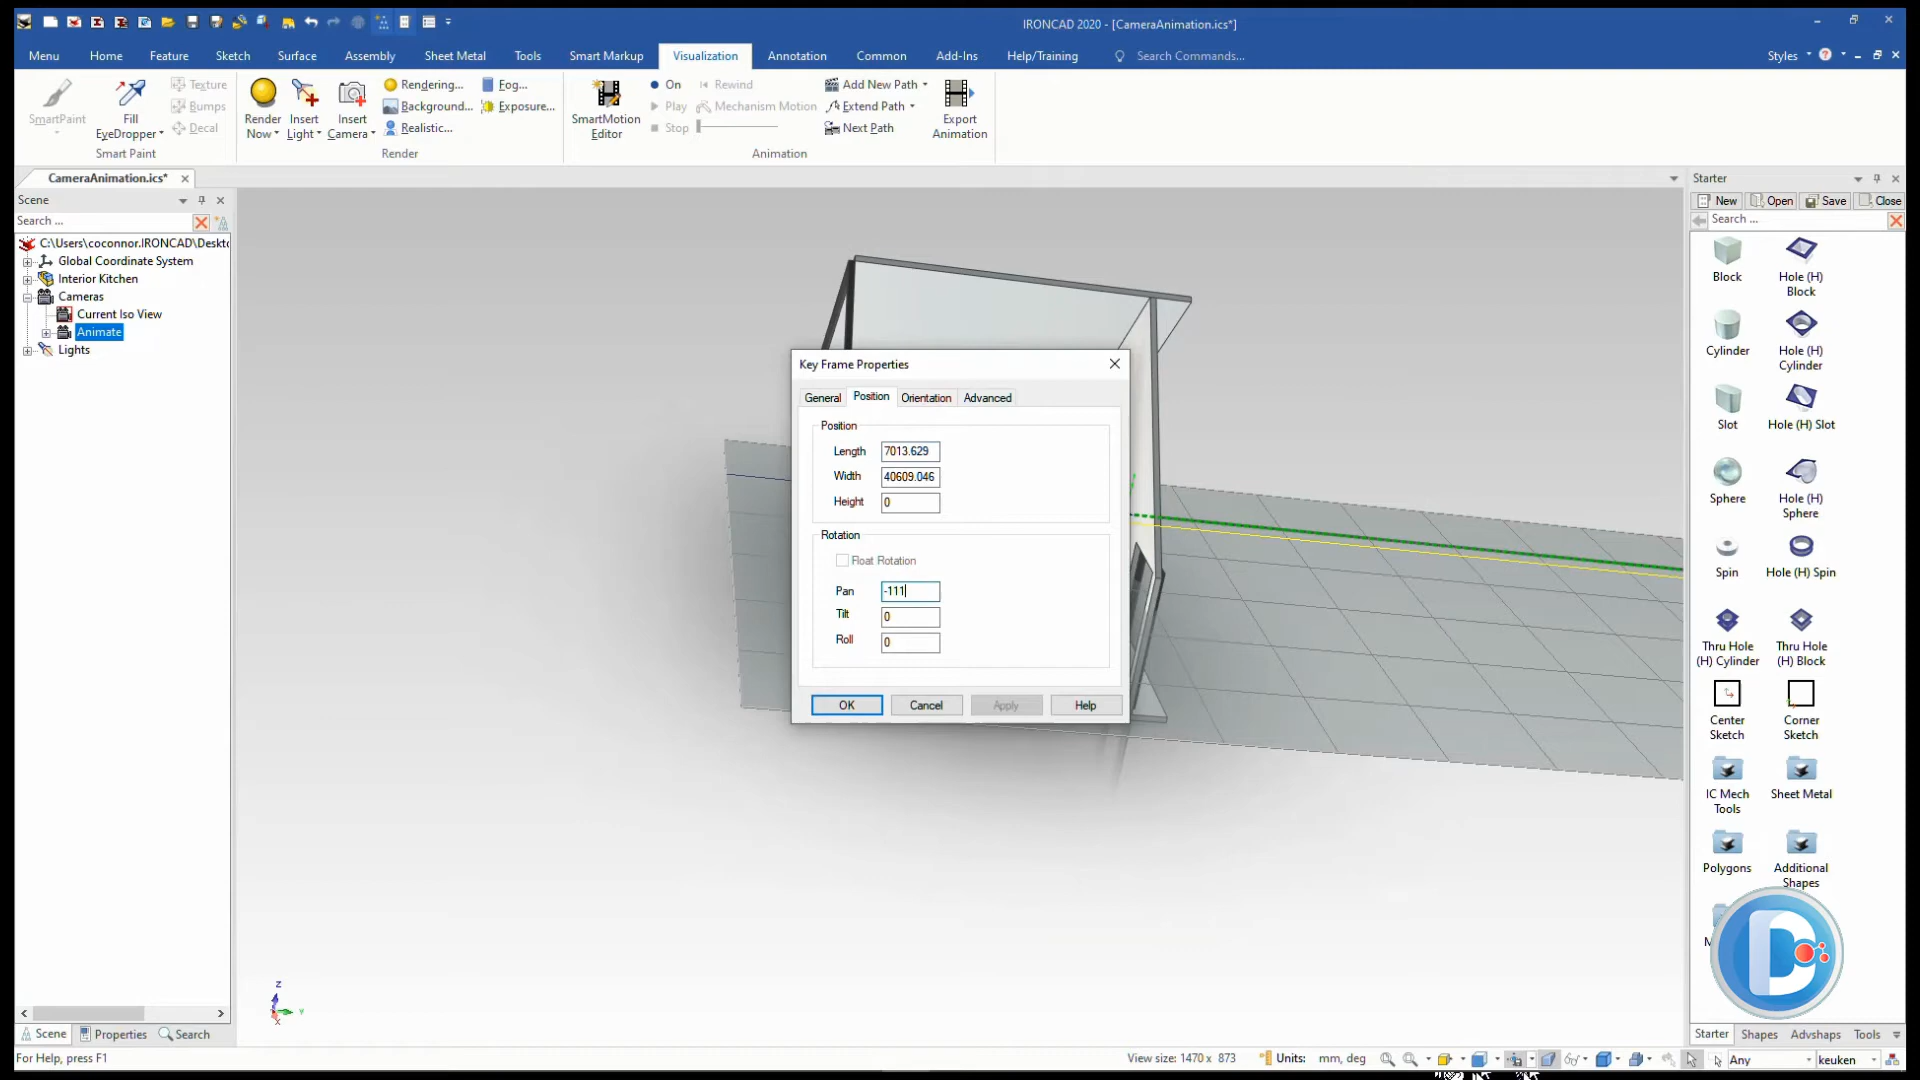 IRONCAD 2020 - [CameraAnimation.ics*]
Menu Home Feature Sketch Surface Assembly Sheet Metal Tools Smart Markup Visualization Annotation Common Add-Ins Help/Training Search Commands... Styles
SmartPaint
Fill EyeDropper
Texture
Bumps
Decal
Smart Paint
Render Now
Insert Light
Insert Camera
Rendering...
Background...
Realistic...
Fog...
Exposure...
Render
SmartMotion Editor
On
Play
Stop
Rewind
Mechanism Motion
Add New Path
Extend Path
Next Path
Export Animation
Animation
CameraAnimation.ics*
Scene
Search ...
C:\Users\coconnor.IRONCAD\Deskto
Global Coordinate System
Interior Kitchen
Cameras
Current Iso View
Animate
Lights
Key Frame Properties
General Position Orientation Advanced
Position
Length 7013.629
Width 40609.046
Height 0
Rotation
Float Rotation
Pan -111
Tilt 0
Roll 0
OK Cancel Apply Help
Z
Y
X
Starter
New Open Save Close
Search ...
Block
Hole (H) Block
Cylinder
Hole (H) Cylinder
Slot
Hole (H) Slot
Sphere
Hole (H) Sphere
Spin
Hole (H) Spin
Thru Hole (H) Cylinder
Thru Hole (H) Block
Center Sketch
Corner Sketch
IC Mech Tools
Sheet Metal
Polygons
Additional Shapes
Starter Shapes Advshaps Tools
Scene Properties Search
For Help, press F1
View size: 1470 x 873
Units: mm, deg
Any
keuken